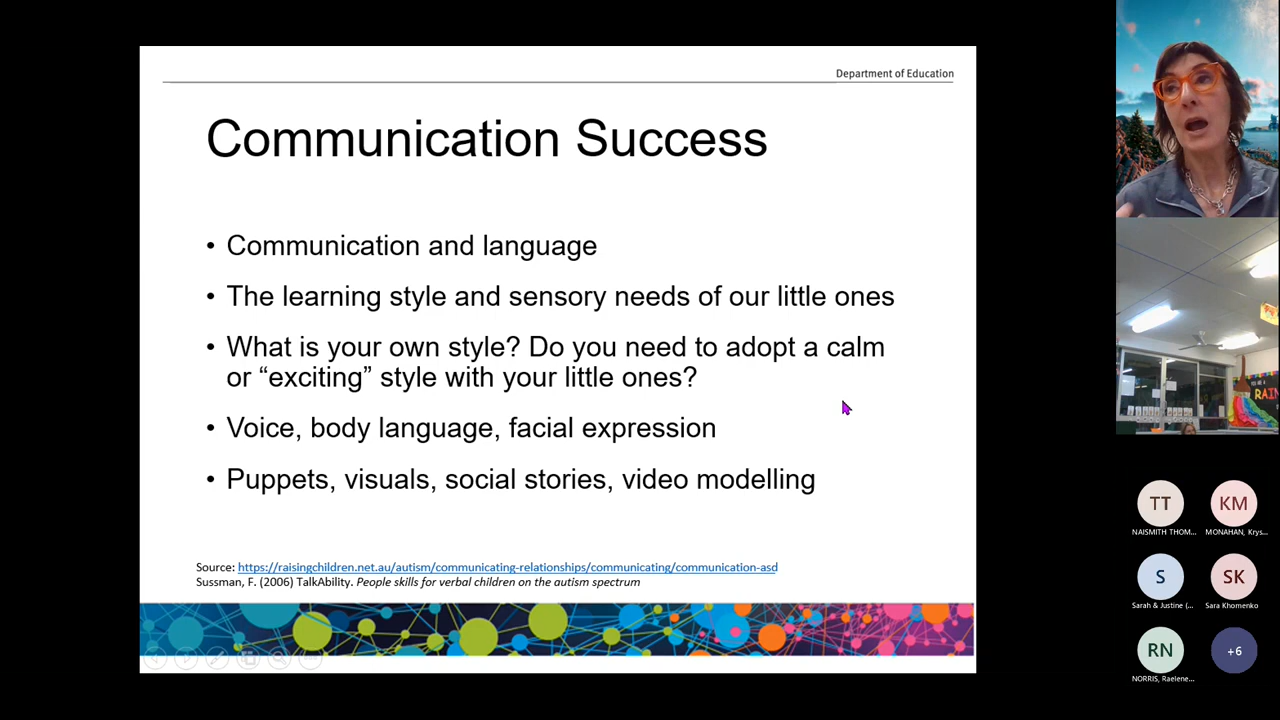 Department of Education
Communication Success
• Communication and language
• The learning style and sensory needs of our little ones
• What is your own style? Do you need to adopt a calm
or “exciting” style with your little ones?
• Voice, body language, facial expression
• Puppets, visuals, social stories, video modelling
Source: https://raisingchildren.net.au/autism/communicating-relationships/communicating/communication-asd
Sussman, F. (2006) TalkAbility. People skills for verbal children on the autism spectrum
TT
KM
NAISMITH THOM...
MONAHAN, Krys...
S
SK
Sarah & Justine (...
Sara Khomenko
RN
+6
NORRIS, Raelene...